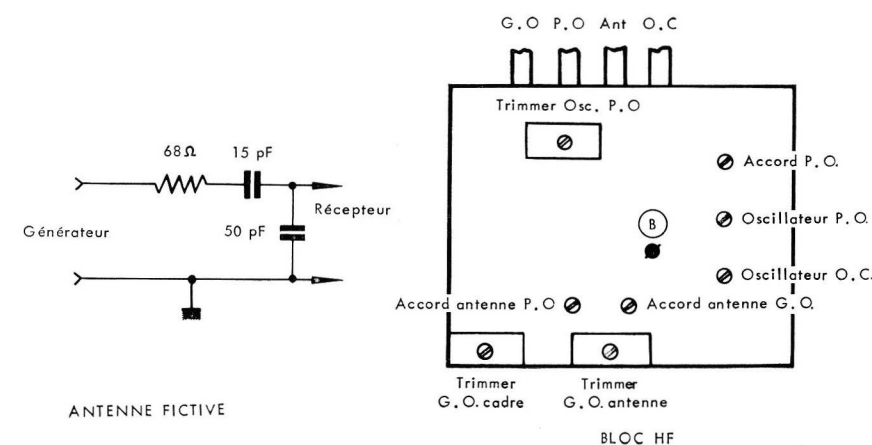 68Ω 15 pF
Récepteur
Générateur
50 pF
ANTENNE FICTIVE
G.O P.O Ant O.C
Trimmer Osc. P.O
Accord P.O.
B
Oscillateur P.O.
Oscillateur O.C.
Accord antenne P.O
Accord antenne G.O.
Trimmer
G.O. cadre
Trimmer
G.O. antenne
BLOC HF